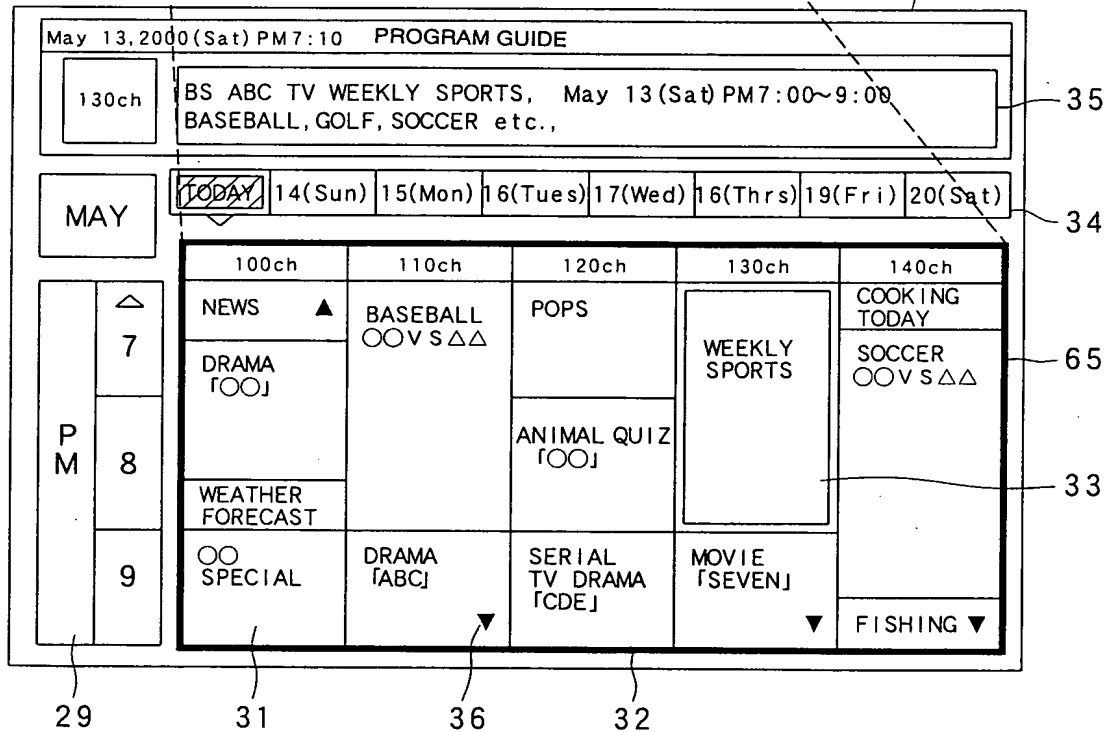 May 13,2000(Sat)PM7:10 PROGRAM GUIDE
130ch
BS ABC TV WEEKLY SPORTS, May 13(Sat)PM7:00~9:00
BASEBALL,GOLF,SOCCER etc.,
35
MAY
TODAY 14(Sun) 15(Mon) 16(Tues) 17(Wed) 16(Thrs) 19(Fri) 20(Sat)
34
100ch 110ch 120ch 130ch 140ch
PM
△
7
8
9
NEWS ▲
DRAMA
「○○」
WEATHER
FORECAST
○○
SPECIAL
BASEBALL
○○VS△△
DRAMA
「ABC」
▼
POPS
ANIMAL QUIZ
「○○」
SERIAL
TV DRAMA
「CDE」
WEEKLY
SPORTS
MOVIE
「SEVEN」
▼
COOKING
TODAY
SOCCER
○○VS△△
FISHING ▼
65
33
29
31
36
32